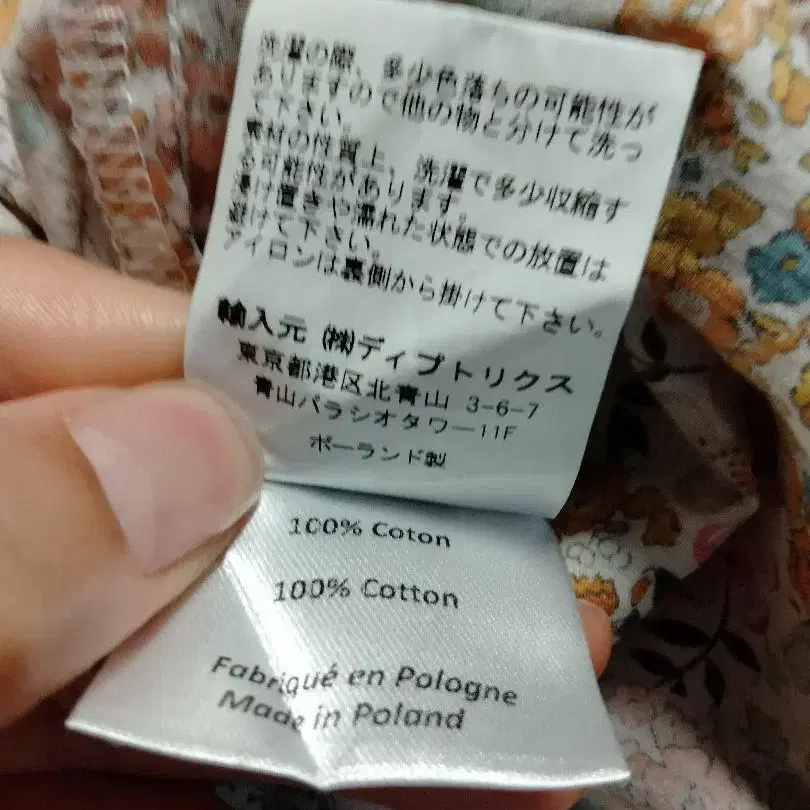 洗濯の際、多少色落ちの可能性が
ありますので他の物と分けて洗っ
て下さい。
素材の性質上、洗濯で多少収縮す
る可能性があります。
漬け置きや濡れた状態での放置は
避けて下さい。
アイロンは裏側から掛けて下さい。
輸入元 ㈱ディプトリクス
東京都港区北青山 3-6-7
青山パラシオタワー11F
ポーランド製
100% Coton
100% Cotton
Fabriqué en Pologne
Made in Poland